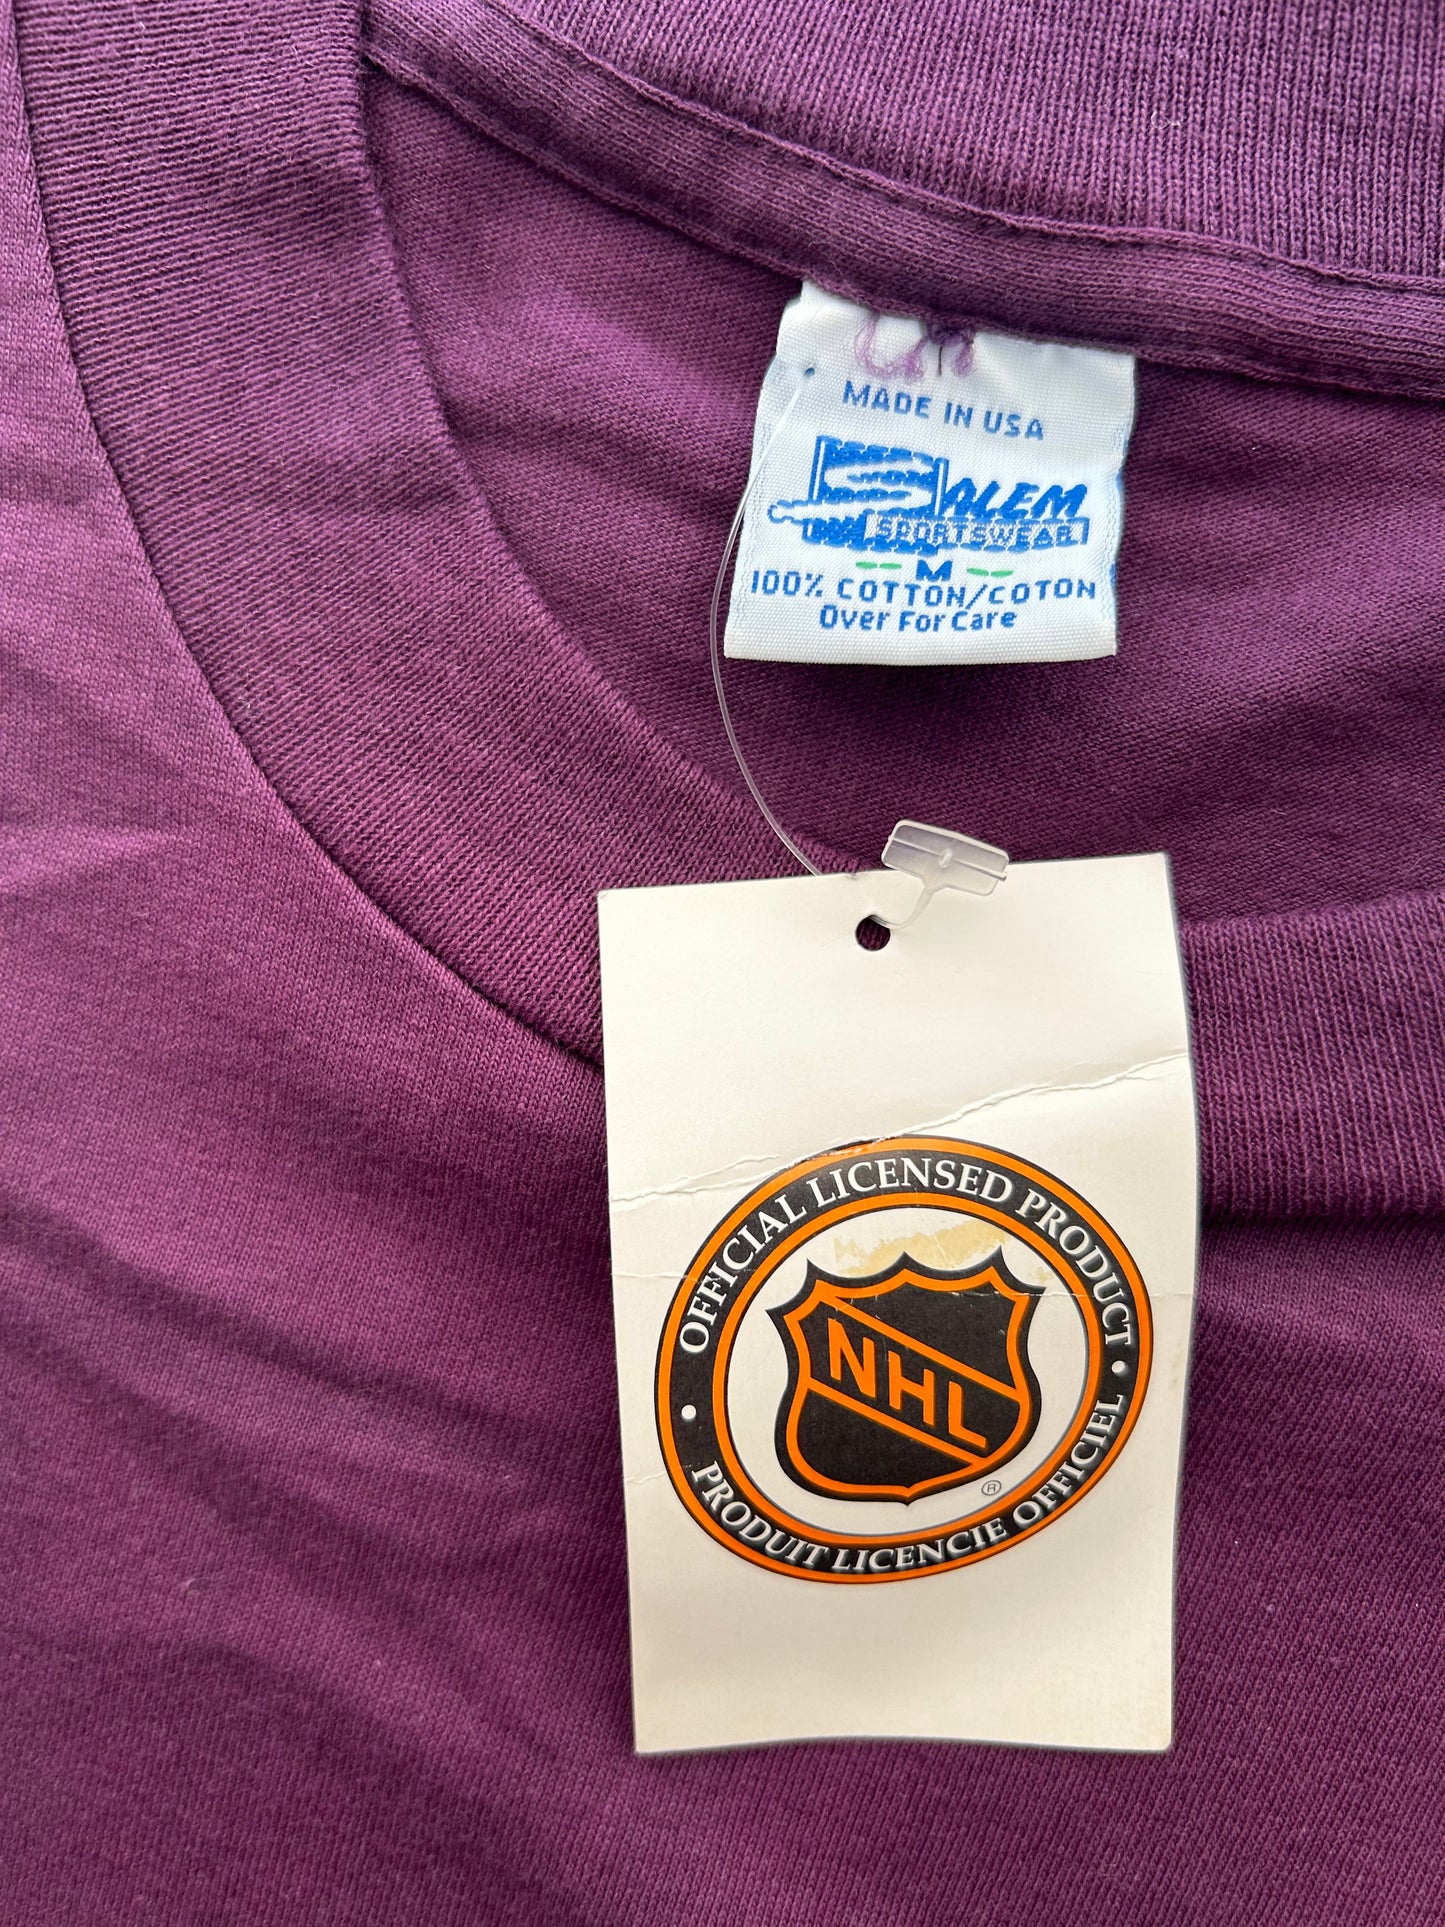 MADE IN USA
SALEM
SPORTSWEAR
M
100% COTTON/COTON
Over For Care
OFFICIAL LICENSED PRODUCT •
NHL
®
• PRODUIT LICENCIE OFFICIEL